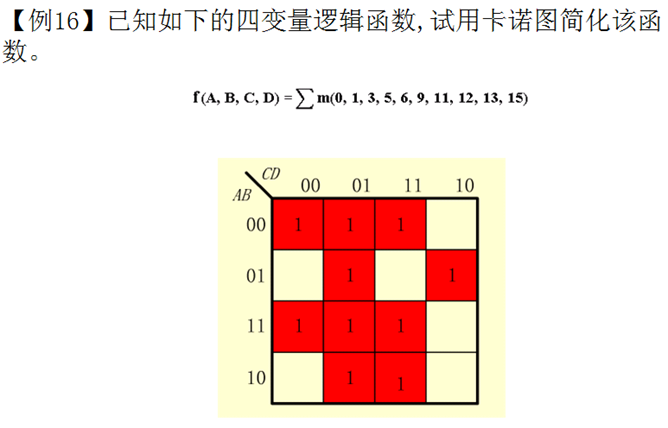 【例16】已知如下的四变量逻辑函数,试用卡诺图简化该函
数。
f(A, B, C, D) = ∑ m(0, 1, 3, 5, 6, 9, 11, 12, 13, 15)
CD
AB
00 01 11 10
00 1 1 1
01 1 1
11 1 1 1
10 1 1